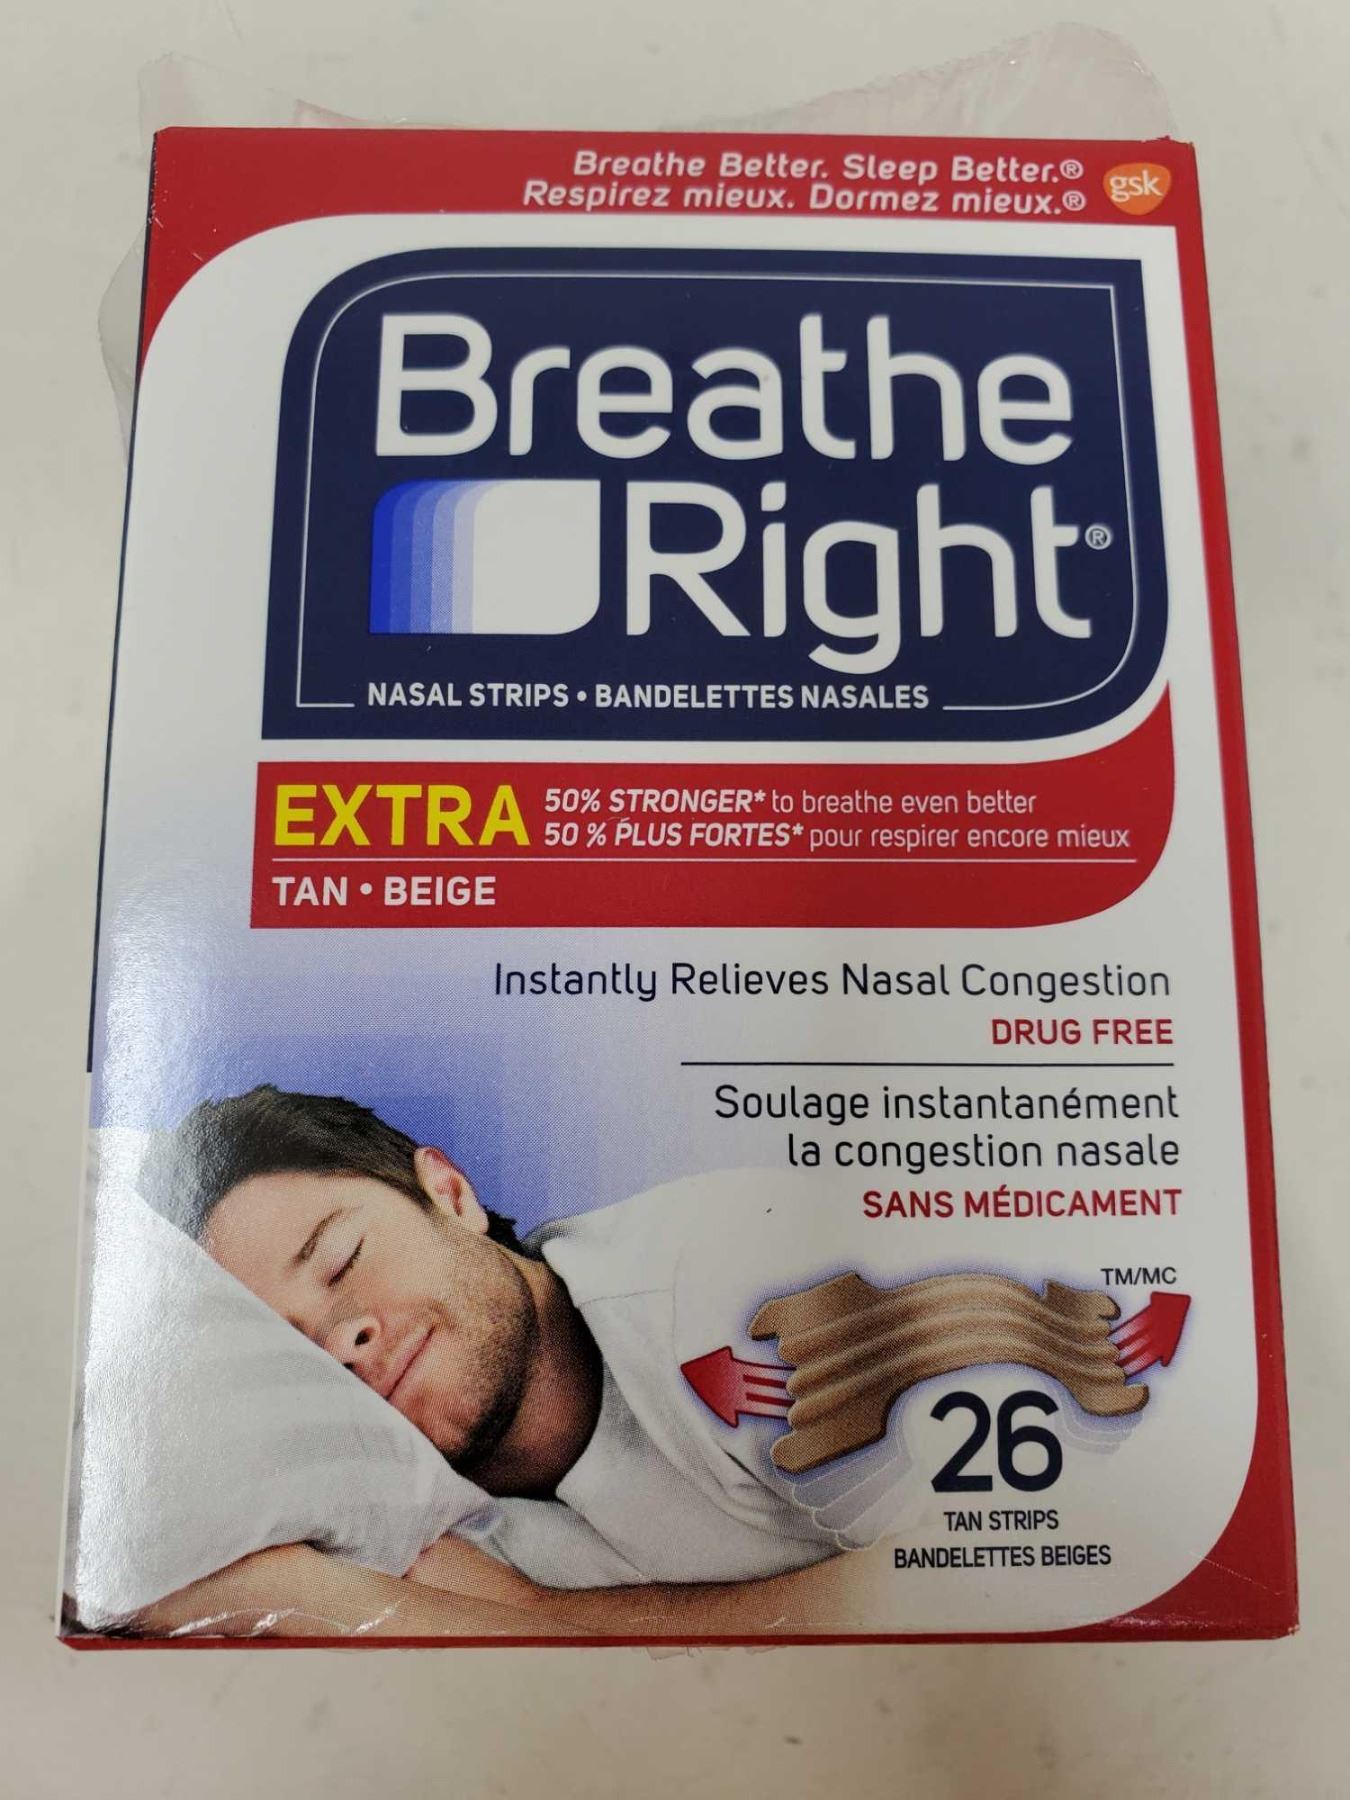 Breathe Better. Sleep Better.®
Respirez mieux. Dormez mieux.®
gsk
Breathe
Right®
NASAL STRIPS • BANDELETTES NASALES
EXTRA
50% STRONGER* to breathe even better
50 % PLUS FORTES* pour respirer encore mieux
TAN • BEIGE
Instantly Relieves Nasal Congestion
DRUG FREE
Soulage instantanément
la congestion nasale
SANS MÉDICAMENT
TM/MC
26
TAN STRIPS
BANDELETTES BEIGES